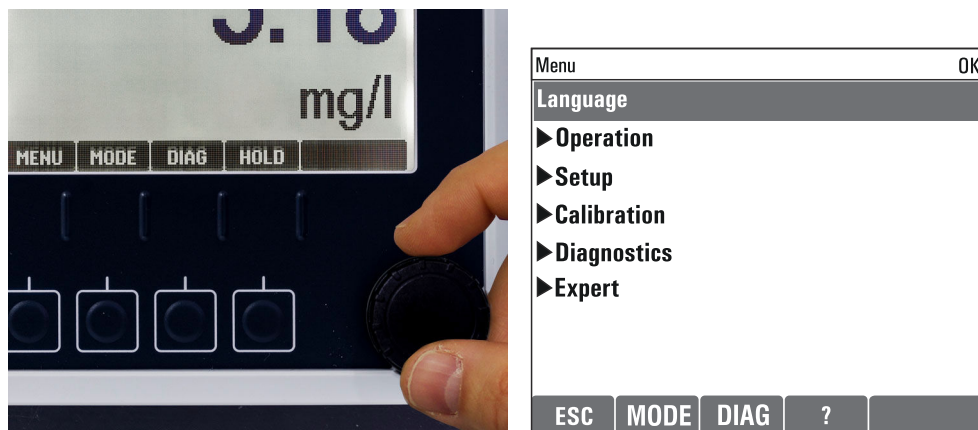 mg/l
MENU MODE DIAG HOLD
Menu OK
Language
▶Operation
▶Setup
▶Calibration
▶Diagnostics
▶Expert
ESC MODE DIAG ?